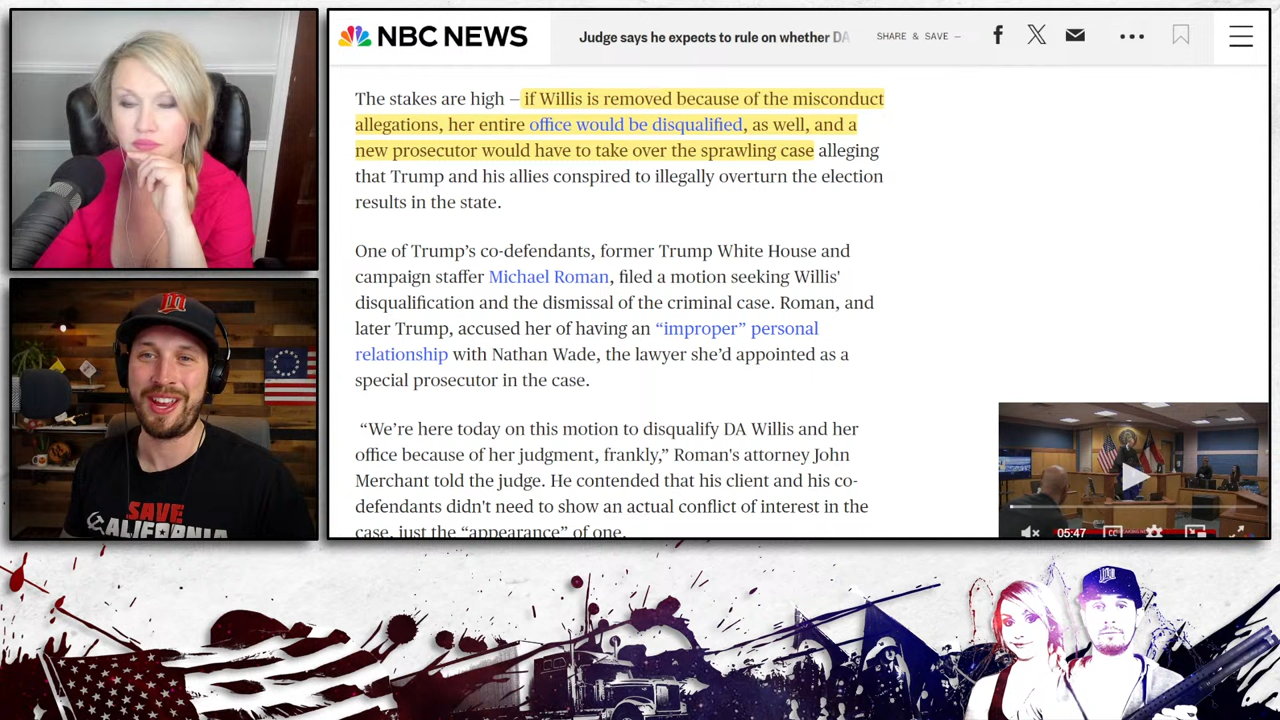 NBC NEWS
Judge says he expects to rule on whether DA
SHARE & SAVE –
The stakes are high – if Willis is removed because of the misconduct
allegations, her entire office would be disqualified, as well, and a
new prosecutor would have to take over the sprawling case alleging
that Trump and his allies conspired to illegally overturn the election
results in the state.
One of Trump’s co-defendants, former Trump White House and
campaign staffer Michael Roman, filed a motion seeking Willis'
disqualification and the dismissal of the criminal case. Roman, and
later Trump, accused her of having an “improper” personal
relationship with Nathan Wade, the lawyer she’d appointed as a
special prosecutor in the case.
“We’re here today on this motion to disqualify DA Willis and her
office because of her judgment, frankly,” Roman's attorney John
Merchant told the judge. He contended that his client and his co-
defendants didn't need to show an actual conflict of interest in the
case, just the “appearance” of one.
05:47
CC
SAVE
CALIFORNIA